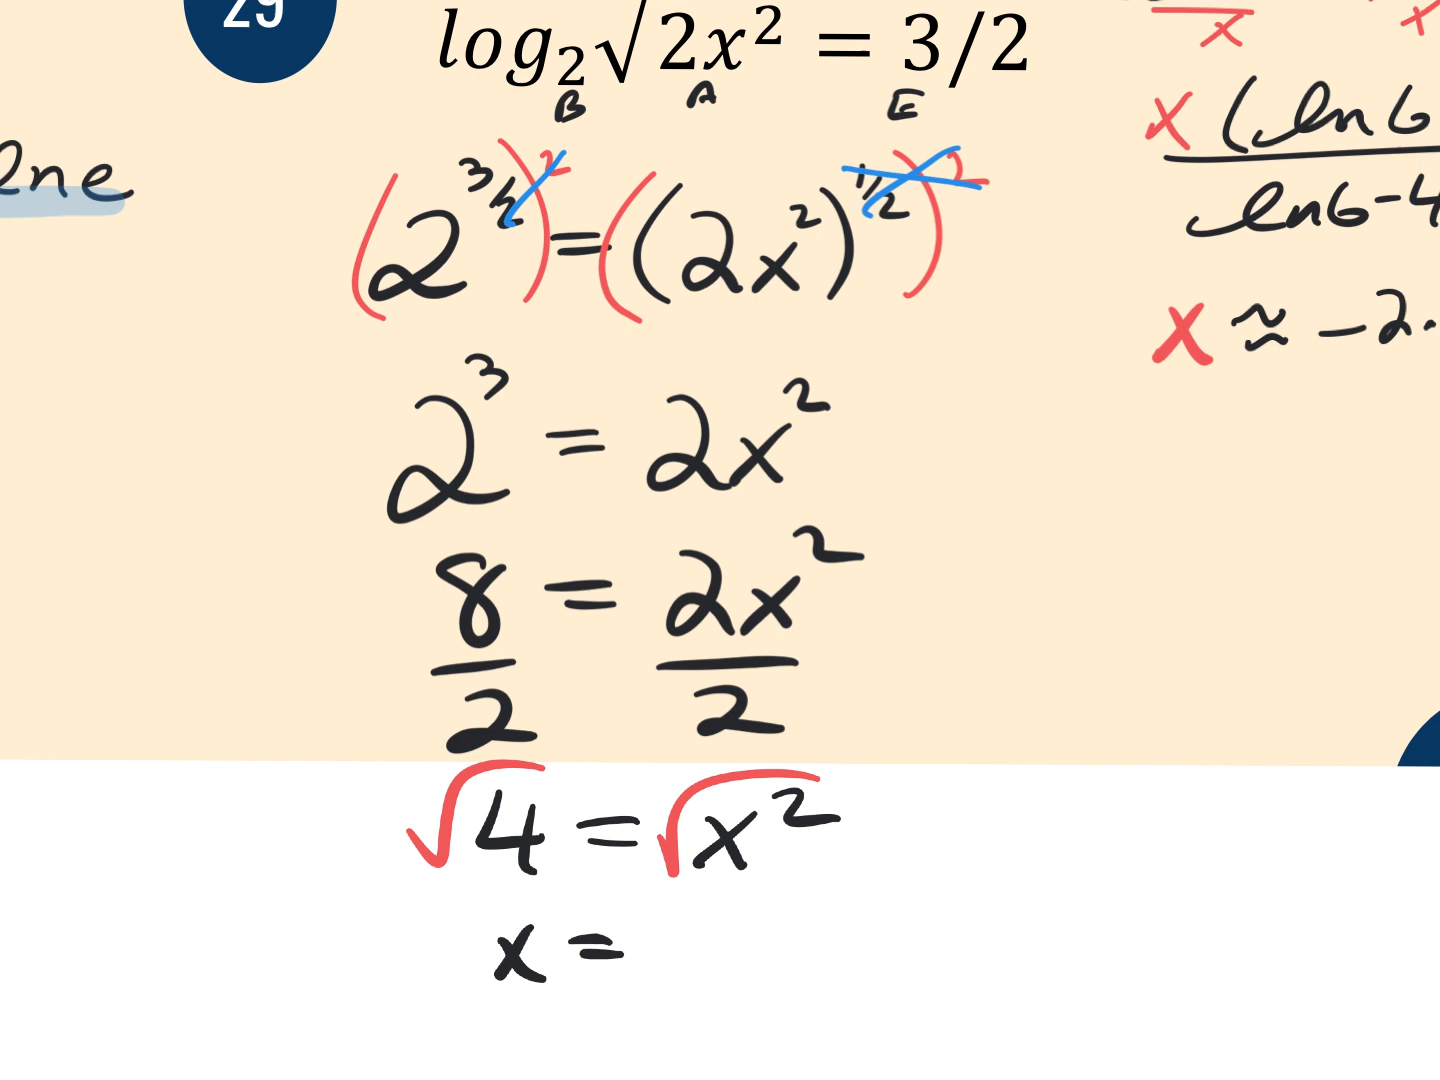 29
log₂√2x² = 3/2
B A E
lne
(2^(3/2))² = ((2x²)^(1/2))²
2³ = 2x²
8/2 = 2x²/2
√4 = √x²
x =
x
x
x (ln6
ln6-4
x ≈ -2.